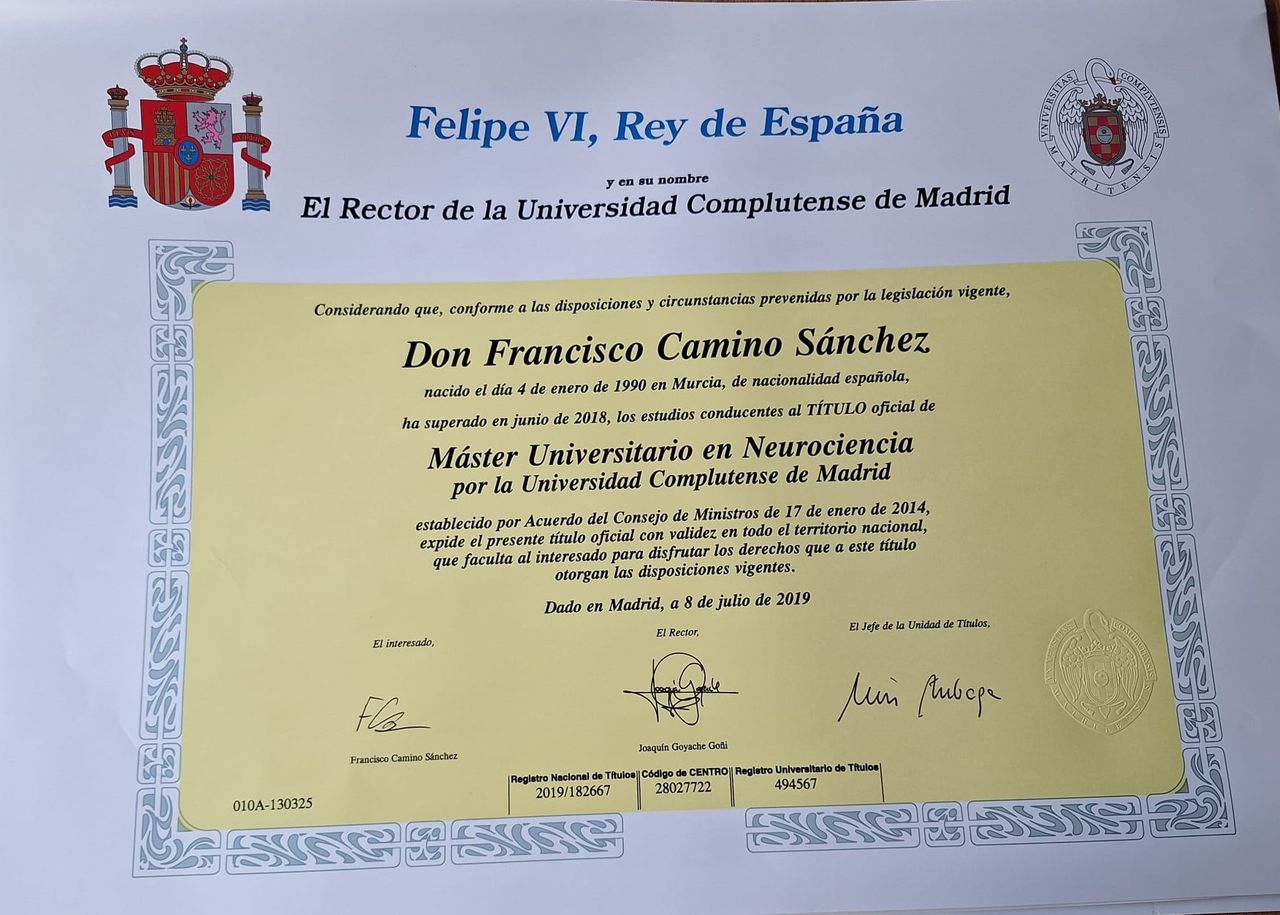 Felipe VI, Rey de España
y en su nombre
El Rector de la Universidad Complutense de Madrid
VNIVERSITAS COMPLVTENSIS
MATRITENSIS
Considerando que, conforme a las disposiciones y circunstancias prevenidas por la legislación vigente,
Don Francisco Camino Sánchez
nacido el día 4 de enero de 1990 en Murcia, de nacionalidad española,
ha superado en junio de 2018, los estudios conducentes al TÍTULO oficial de
Máster Universitario en Neurociencia
por la Universidad Complutense de Madrid
establecido por Acuerdo del Consejo de Ministros de 17 de enero de 2014,
expide el presente título oficial con validez en todo el territorio nacional,
que faculta al interesado para disfrutar los derechos que a este título
otorgan las disposiciones vigentes.
Dado en Madrid, a 8 de julio de 2019
El interesado,
El Rector,
El Jefe de la Unidad de Títulos,
Francisco Camino Sánchez
Joaquín Goyache Goñi
Registro Nacional de Títulos
2019/182667
Código de CENTRO
28027722
Registro Universitario de Títulos
494567
010A-130325